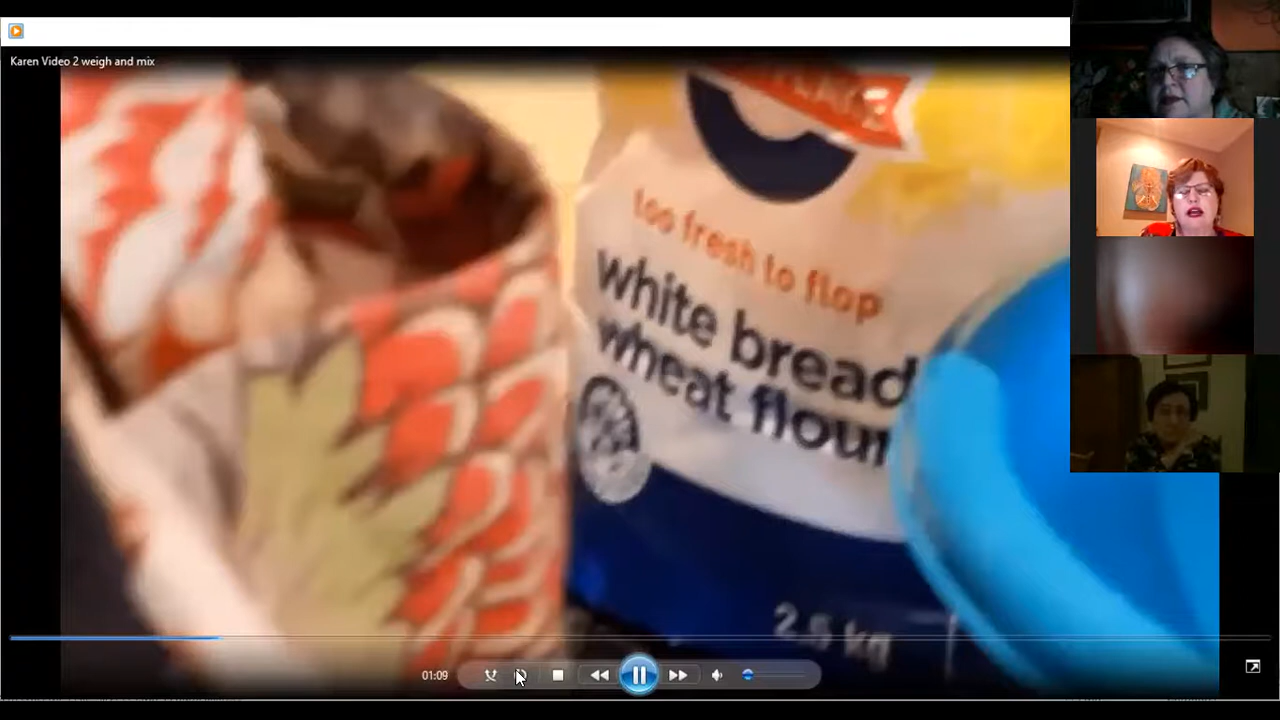 Karen Video 2 weigh and mix
too fresh to flop
white bread
wheat flour
2.5 kg
01:09